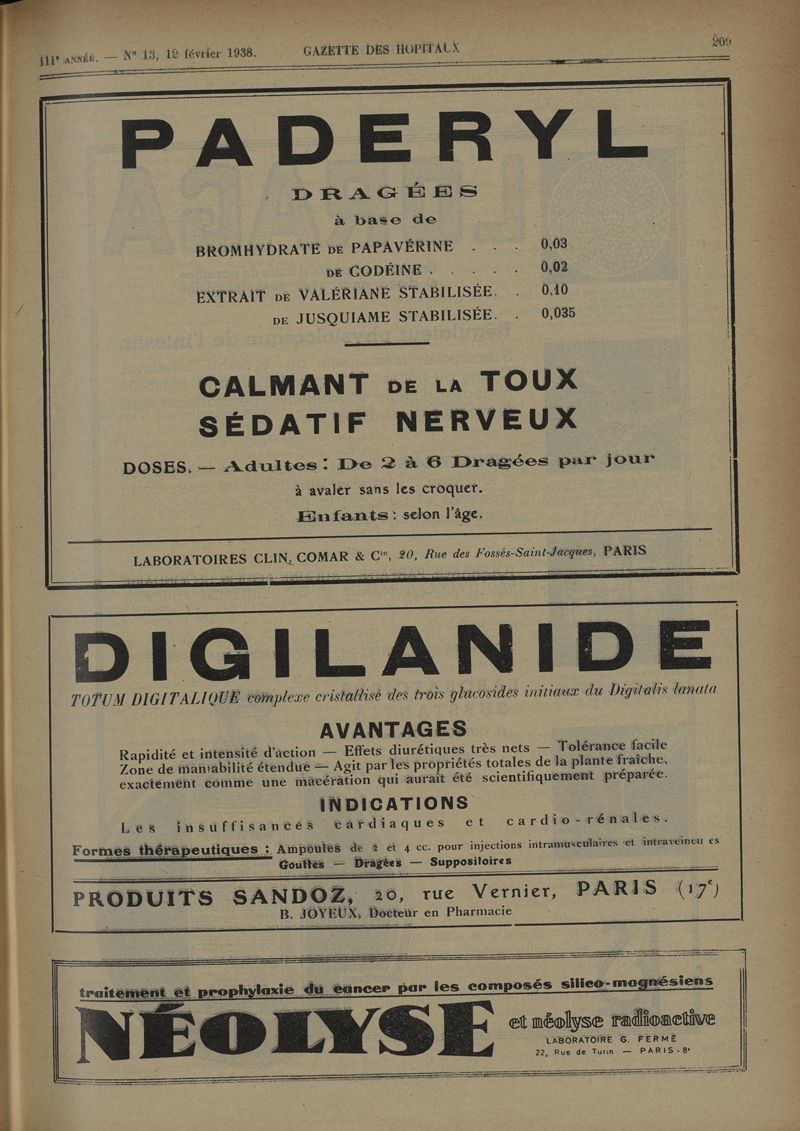 111ᵉ ANNÉE. — Nº 13, 12 février 1938. GAZETTE DES HOPITAUX 209
PADERYL
DRAGÉES
à base de
BROMHYDRATE DE PAPAVÉRINE . . . 0,03
DE CODÉINE . . . . . 0,02
EXTRAIT DE VALÉRIANE STABILISÉE. . 0,10
DE JUSQUIAME STABILISÉE. . 0,035
CALMANT DE LA TOUX
SÉDATIF NERVEUX
DOSES. — Adultes : De 2 à 6 Dragées par jour
à avaler sans les croquer.
Enfants : selon l'âge.
LABORATOIRES CLIN, COMAR & Cⁱᵉ, 20, Rue des Fossés-Saint-Jacques, PARIS
DIGILANIDE
TOTUM DIGITALIQUE complexe cristallisé des trois glucosides initiaux du Digitalis lanata
AVANTAGES
Rapidité et intensité d'action — Effets diurétiques très nets — Tolérance facile
Zone de maniabilité étendue — Agit par les propriétés totales de la plante fraîche,
exactement comme une macération qui aurait été scientifiquement préparée.
INDICATIONS
Les insuffisances cardiaques et cardio-rénales.
Formes thérapeutiques : Ampoules de 2 et 4 cc. pour injections intramusculaires et intraveineu es
Gouttes — Dragées — Suppositoires
PRODUITS SANDOZ, 20, rue Vernier, PARIS (17ᵉ)
B. JOYEUX, Docteur en Pharmacie
traitement et prophylaxie du cancer par les composés silico-magnésiens
NÉOLYSE et néolyse radioactive
LABORATOIRE G. FERMÉ
22, Rue de Turin — PARIS-8ᵉ